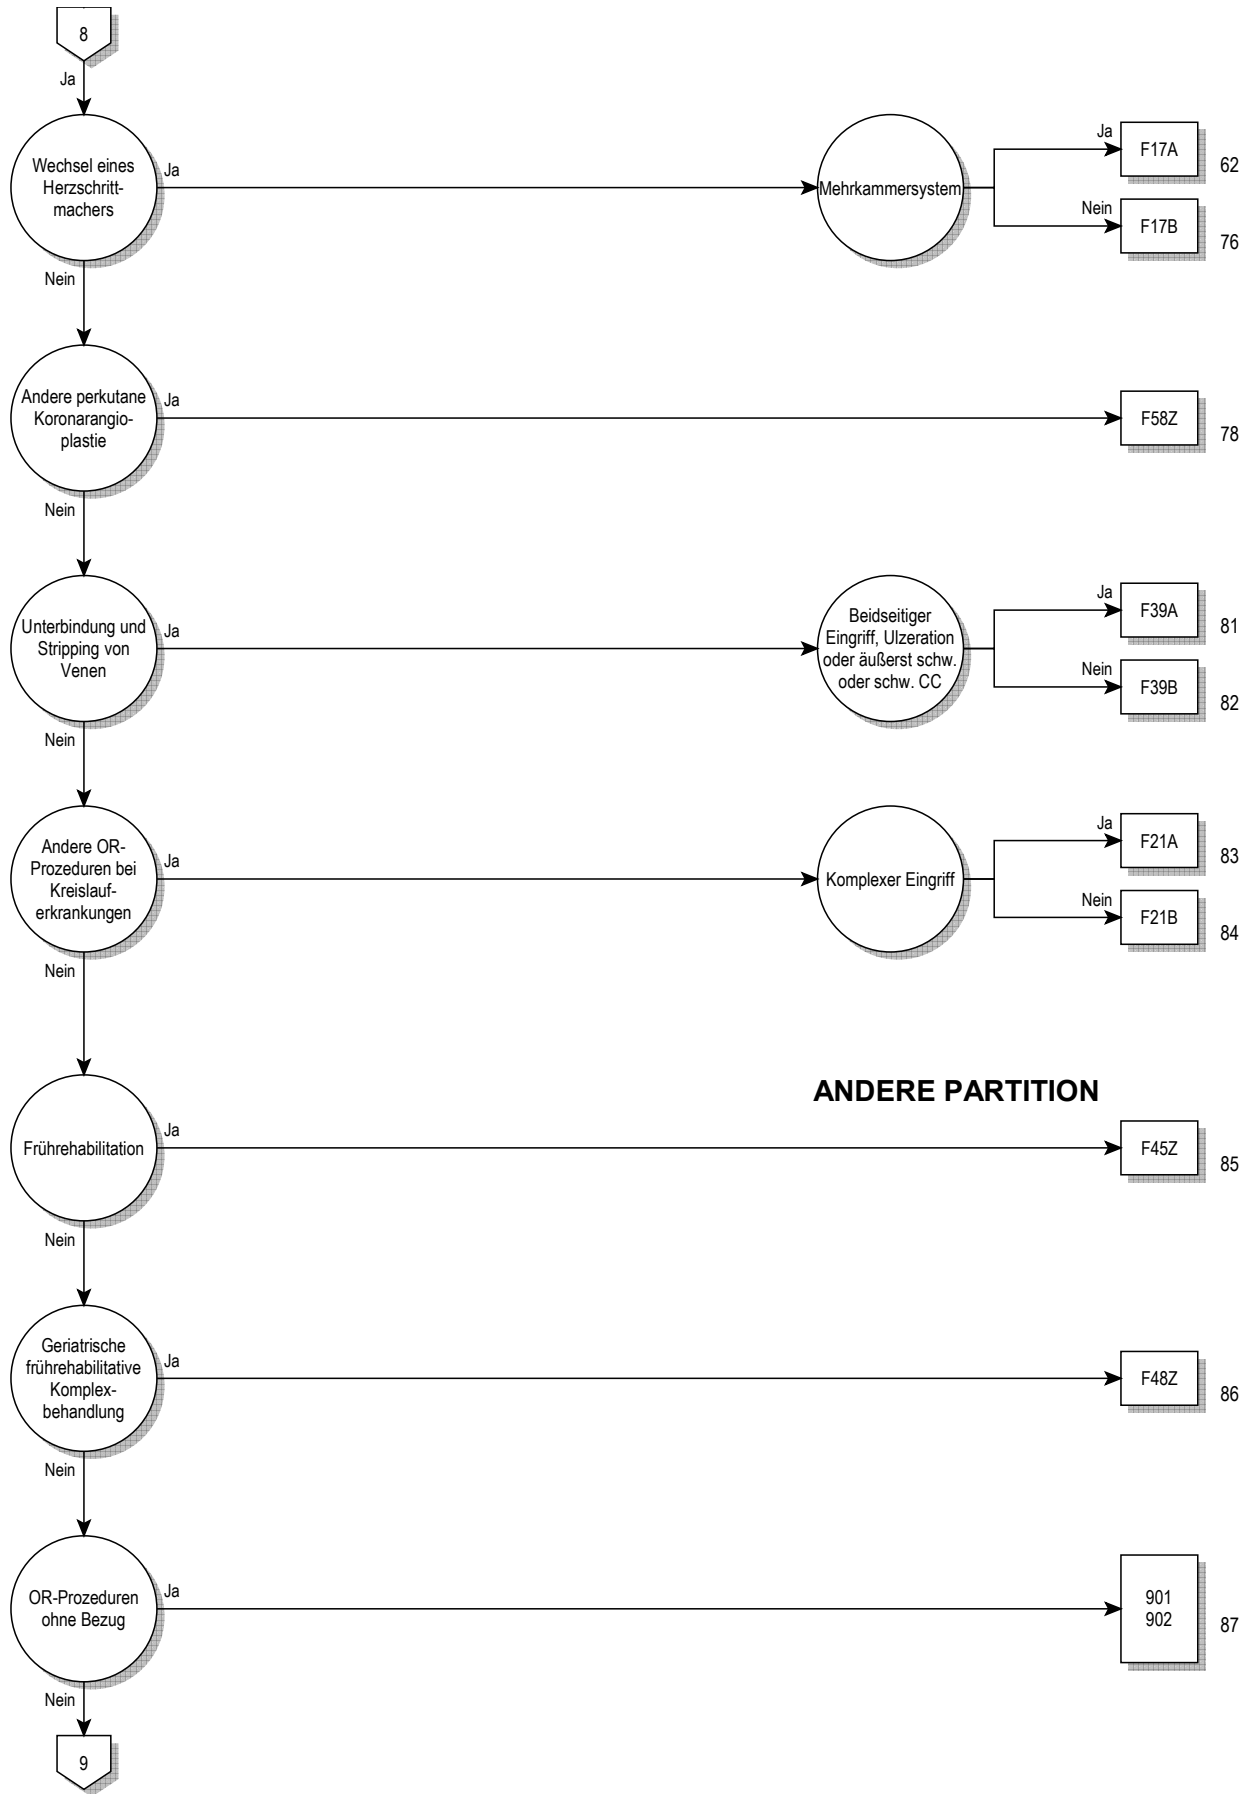 8
Ja
Wechsel eines
Herzschritt-
machers
Ja
Mehrkammersystem
Ja
F17A
62
Nein
F17B
76
Nein
Andere perkutane
Koronarangio-
plastie
Ja
F58Z
78
Nein
Unterbindung und
Stripping von
Venen
Ja
Beidseitiger
Eingriff, Ulzeration
oder äußerst schw.
oder schw. CC
Ja
F39A
81
Nein
F39B
82
Nein
Andere OR-
Prozeduren bei
Kreislauf-
erkrankungen
Ja
Komplexer Eingriff
Ja
F21A
83
Nein
F21B
84
Nein
ANDERE PARTITION
Frührehabilitation
Ja
F45Z
85
Nein
Geriatrische
frührehabilitative
Komplex-
behandlung
Ja
F48Z
86
Nein
OR-Prozeduren
ohne Bezug
Ja
901
902
87
Nein
9